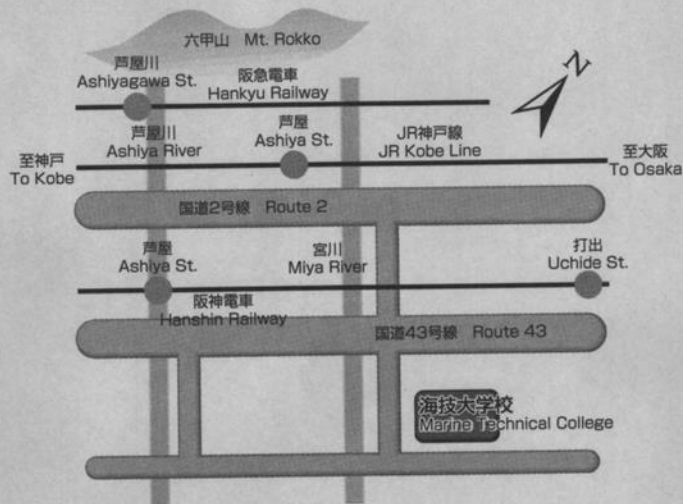 六甲山 Mt. Rokko
N
芦屋川
Ashiyagawa St.
阪急電車
Hankyu Railway
芦屋川
Ashiya River
芦屋
Ashiya St.
JR神戸線
JR Kobe Line
至神戸
To Kobe
至大阪
To Osaka
国道2号線 Route 2
芦屋
Ashiya St.
宮川
Miya River
打出
Uchide St.
阪神電車
Hanshin Railway
国道43号線 Route 43
海技大学校
Marine Technical College